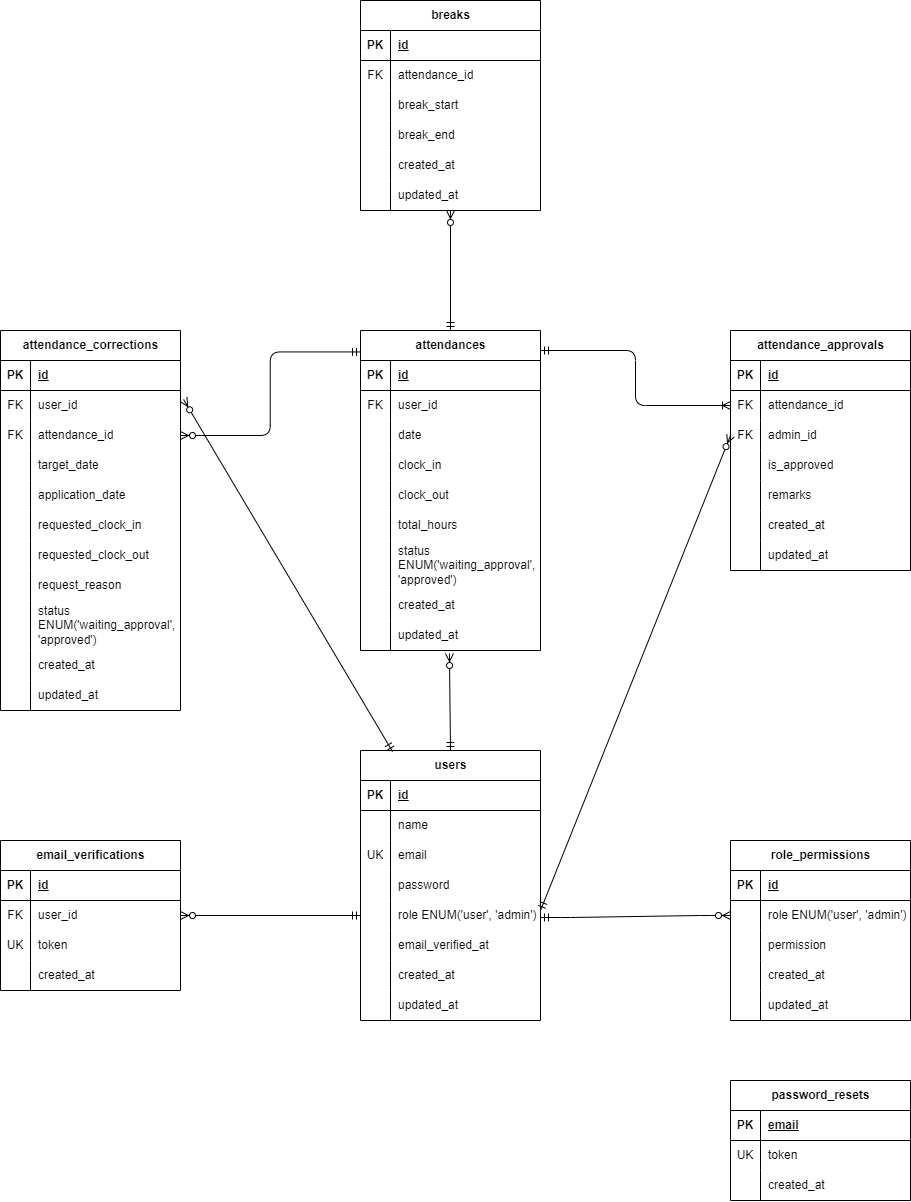 breaks
PK id
FK attendance_id
break_start
break_end
created_at
updated_at
attendance_corrections
PK id
FK user_id
FK attendance_id
target_date
application_date
requested_clock_in
requested_clock_out
request_reason
status
ENUM('waiting_approval',
'approved')
created_at
updated_at
attendances
PK id
FK user_id
date
clock_in
clock_out
total_hours
status
ENUM('waiting_approval',
'approved')
created_at
updated_at
attendance_approvals
PK id
FK attendance_id
FK admin_id
is_approved
remarks
created_at
updated_at
users
PK id
name
UK email
password
role ENUM('user', 'admin')
email_verified_at
created_at
updated_at
email_verifications
PK id
FK user_id
UK token
created_at
role_permissions
PK id
role ENUM('user', 'admin')
permission
created_at
updated_at
password_resets
PK email
UK token
created_at